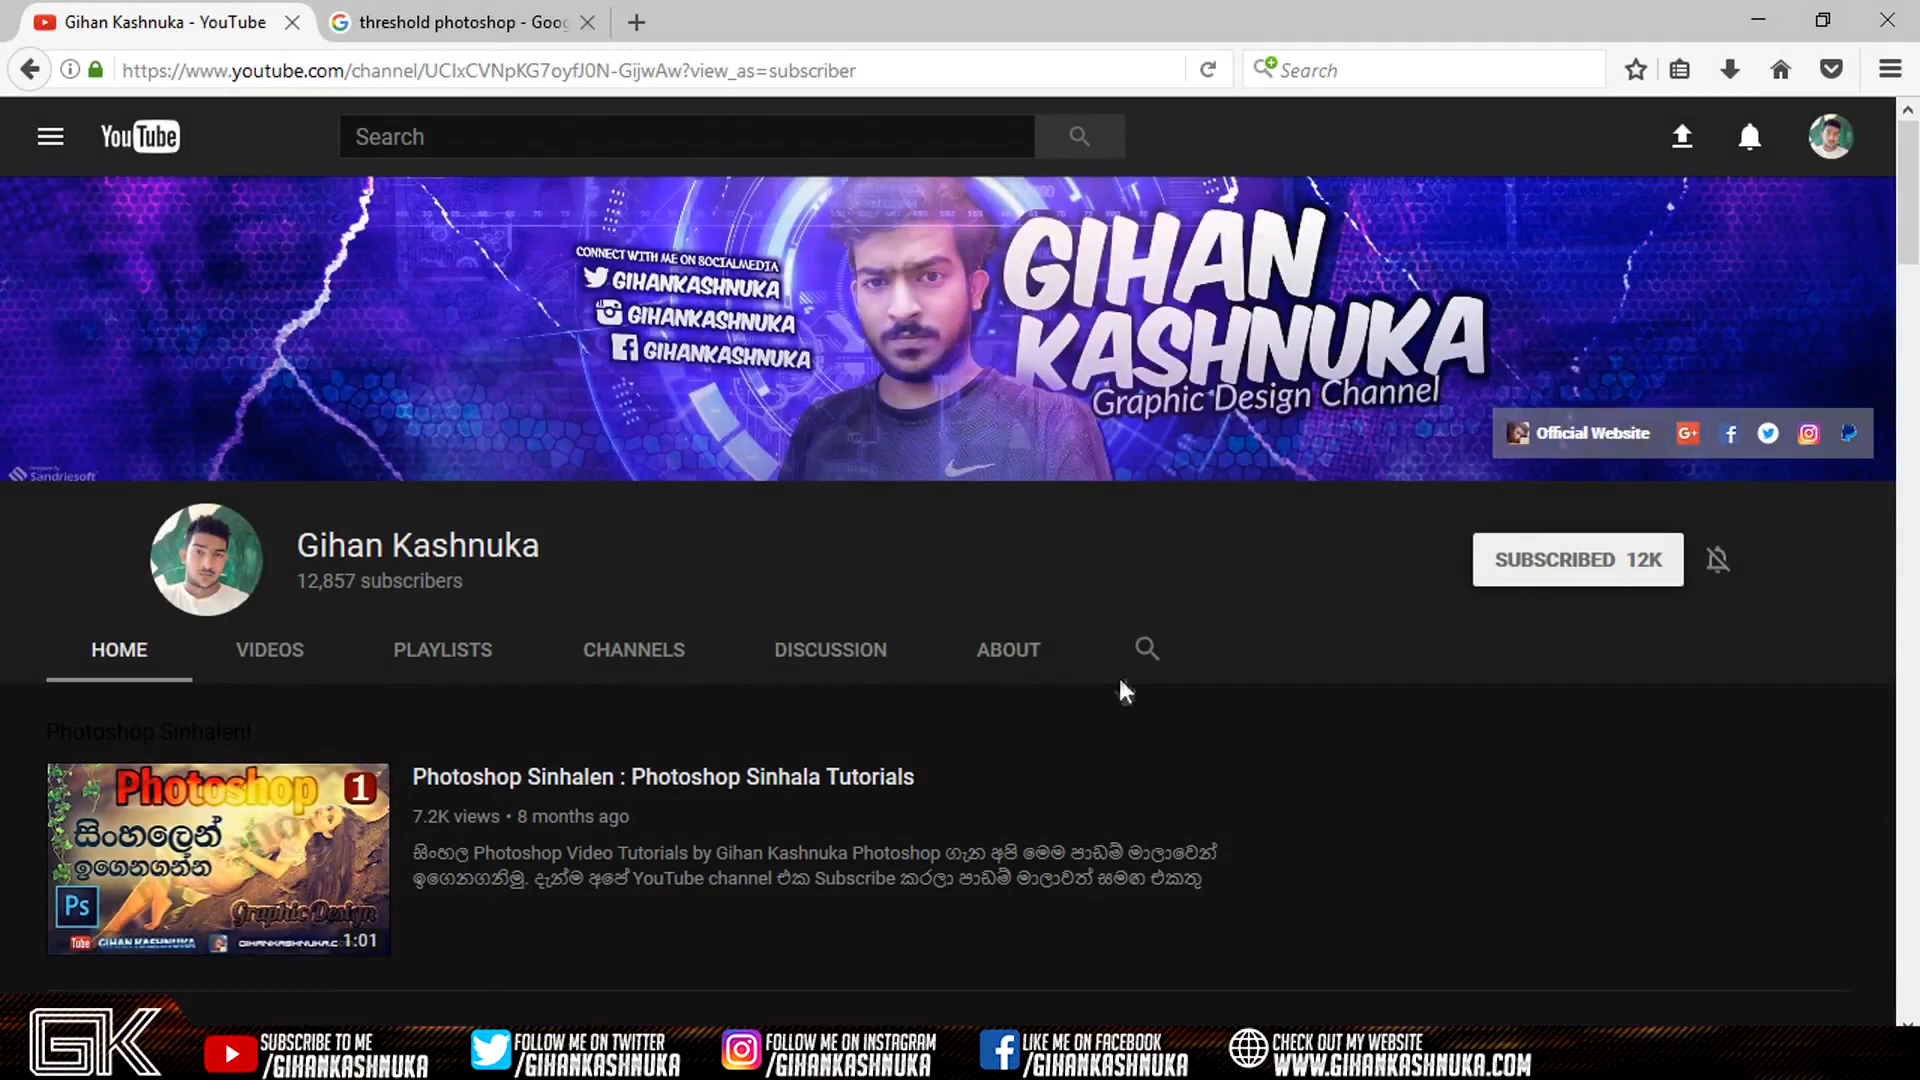 Gihan Kashnuka - YouTube
threshold photoshop - Goog
https://www.youtube.com/channel/UCIxCVNpKG7oyfJ0N-GijwAw?view_as=subscriber
Search
YouTube
Search
CONNECT WITH ME ON SOCIALMEDIA
GIHANKASHNUKA
GIHANKASHNUKA
GIHANKASHNUKA
GIHAN
KASHNUKA
Graphic Design Channel
Official Website
Sandriesoft
Gihan Kashnuka
12,857 subscribers
SUBSCRIBED 12K
HOME VIDEOS PLAYLISTS CHANNELS DISCUSSION ABOUT
Photoshop Sinhalen!
Photoshop 1
සිංහලෙන්
ඉගෙනගන්න
Ps
Graphic Design
Tube GIHAN KASHNUKA GIHANKASHNUKA.C
1:01
Photoshop Sinhalen : Photoshop Sinhala Tutorials
7.2K views • 8 months ago
සිංහල Photoshop Video Tutorials by Gihan Kashnuka Photoshop ගැන අපි මෙම පාඩම් මාලාවෙන්
ඉගෙනගනිමු. දැන්ම අපේ YouTube channel එක Subscribe කරලා පාඩම් මාලාවත් සමඟ එකතු
GK
SUBSCRIBE TO ME
/GIHANKASHNUKA
FOLLOW ME ON TWITTER
/GIHANKASHNUKA
FOLLOW ME ON INSTAGRAM
/GIHANKASHNUKA
LIKE ME ON FACEBOOK
/GIHANKASHNUKA
CHECK OUT MY WEBSITE
WWW.GIHANKASHNUKA.COM